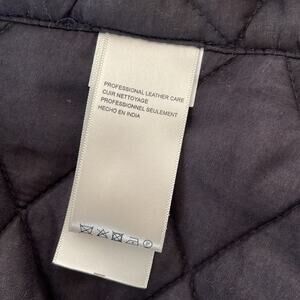 PROFESSIONAL LEATHER CARE
CUIR NETTOYAGE
PROFESSIONNEL SEULEMENT
HECHO EN INDIA